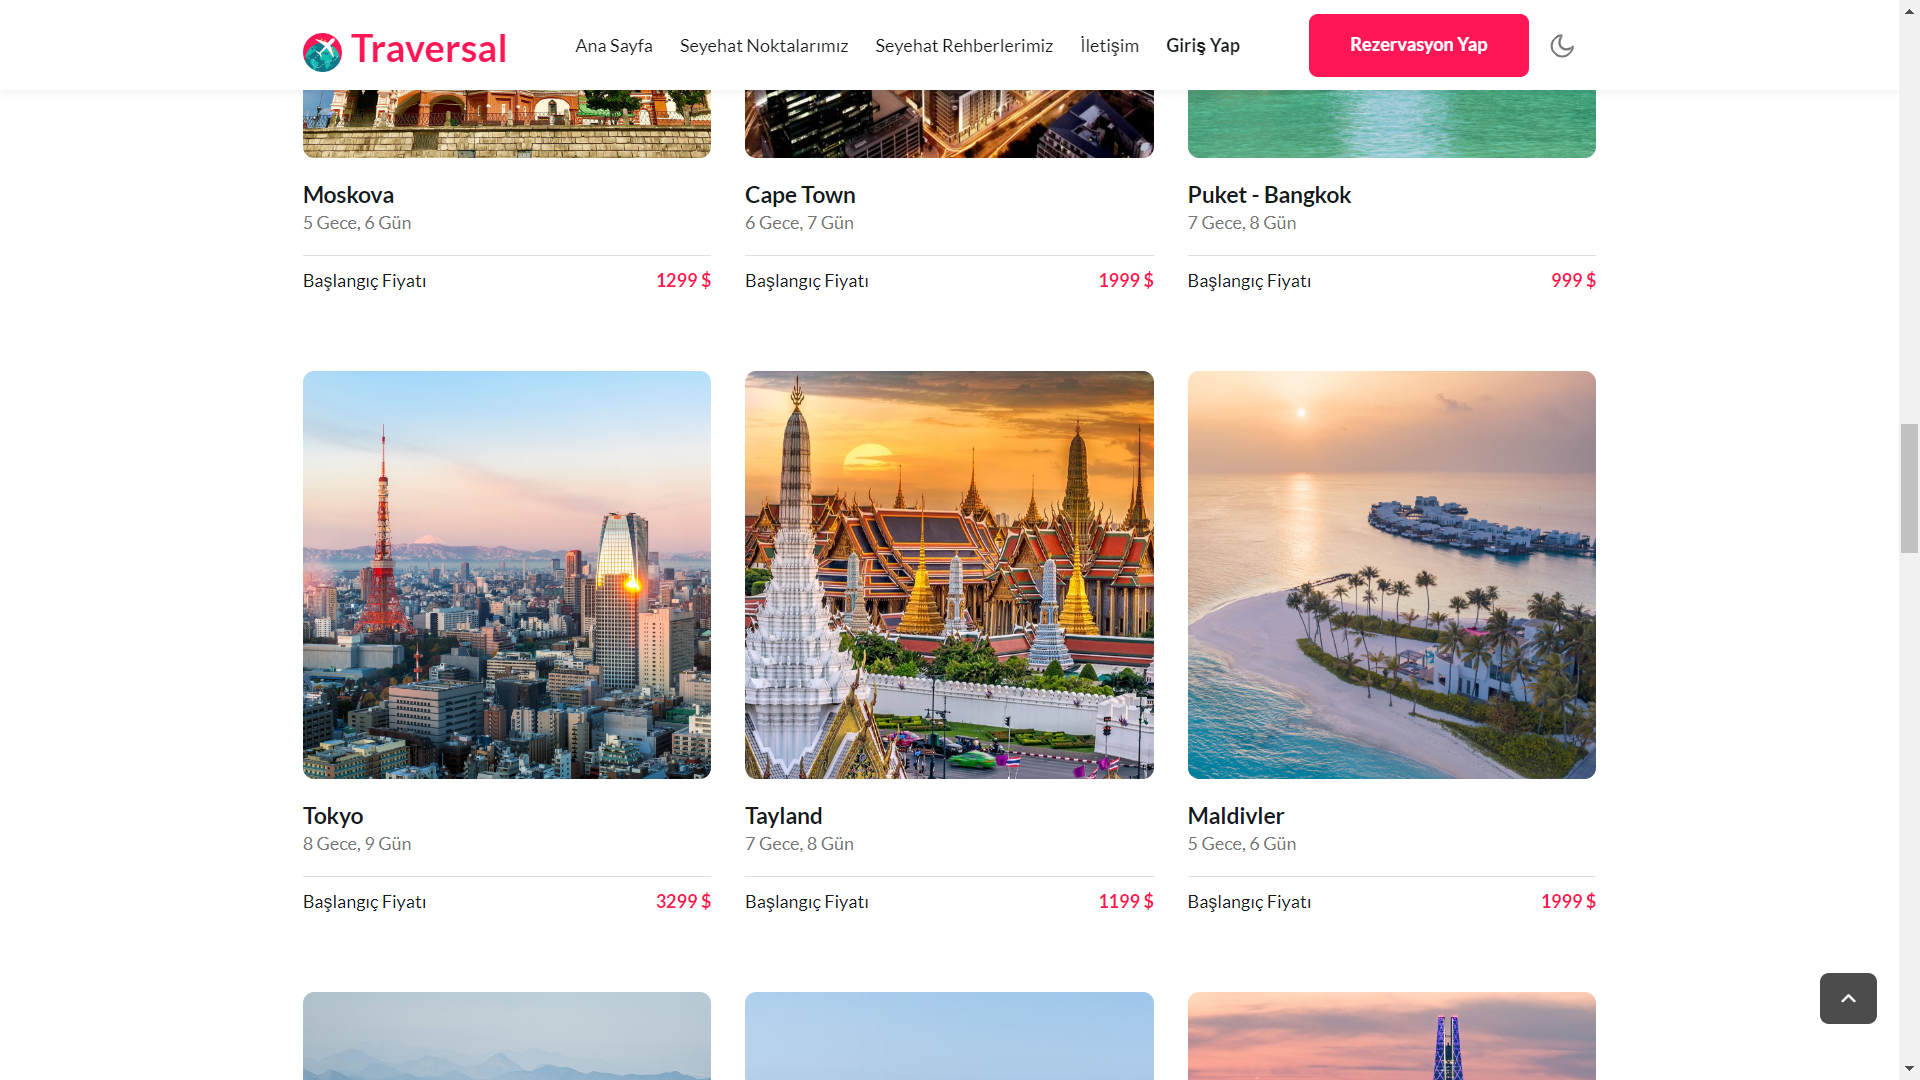 Traversal
Ana Sayfa
Seyehat Noktalarımız
Seyehat Rehberlerimiz
İletişim
Giriş Yap
Rezervasyon Yap
Moskova
5 Gece, 6 Gün
Başlangıç Fiyatı
1299 $
Cape Town
6 Gece, 7 Gün
Başlangıç Fiyatı
1999 $
Puket - Bangkok
7 Gece, 8 Gün
Başlangıç Fiyatı
999 $
Tokyo
8 Gece, 9 Gün
Başlangıç Fiyatı
3299 $
Tayland
7 Gece, 8 Gün
Başlangıç Fiyatı
1199 $
Maldivler
5 Gece, 6 Gün
Başlangıç Fiyatı
1999 $